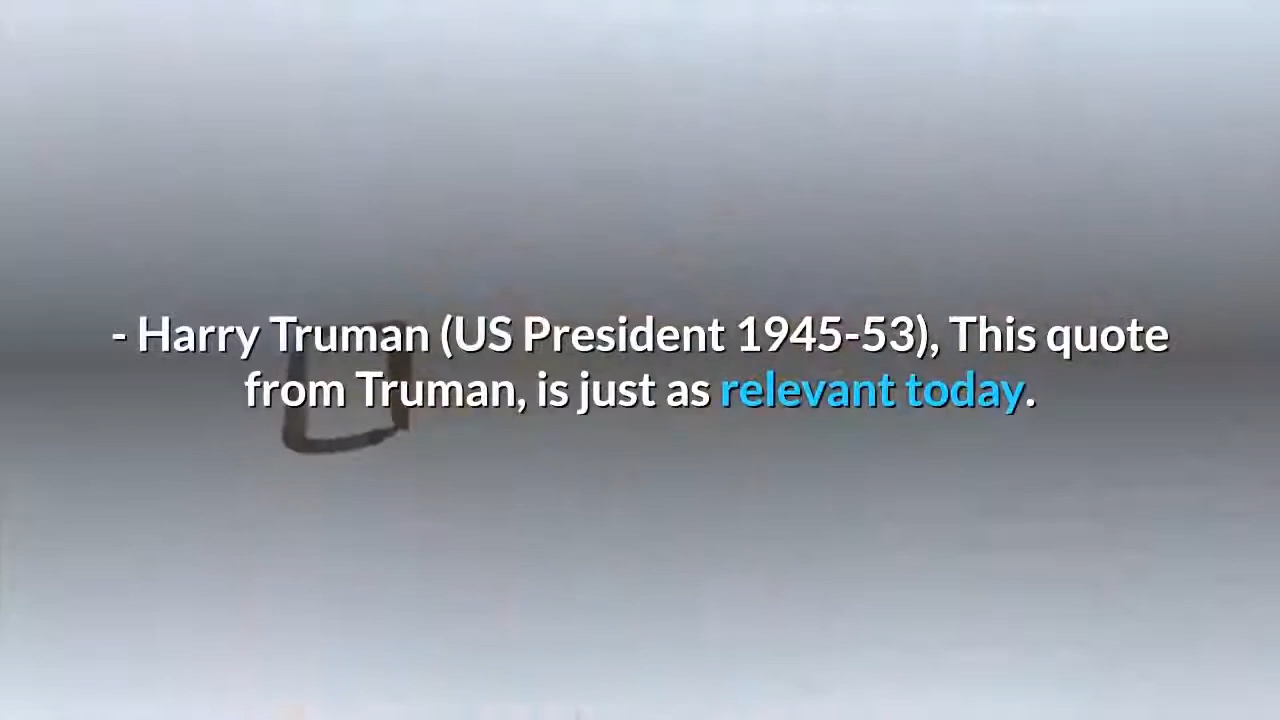 - Harry Truman (US President 1945-53), This quote
from Truman, is just as relevant today.